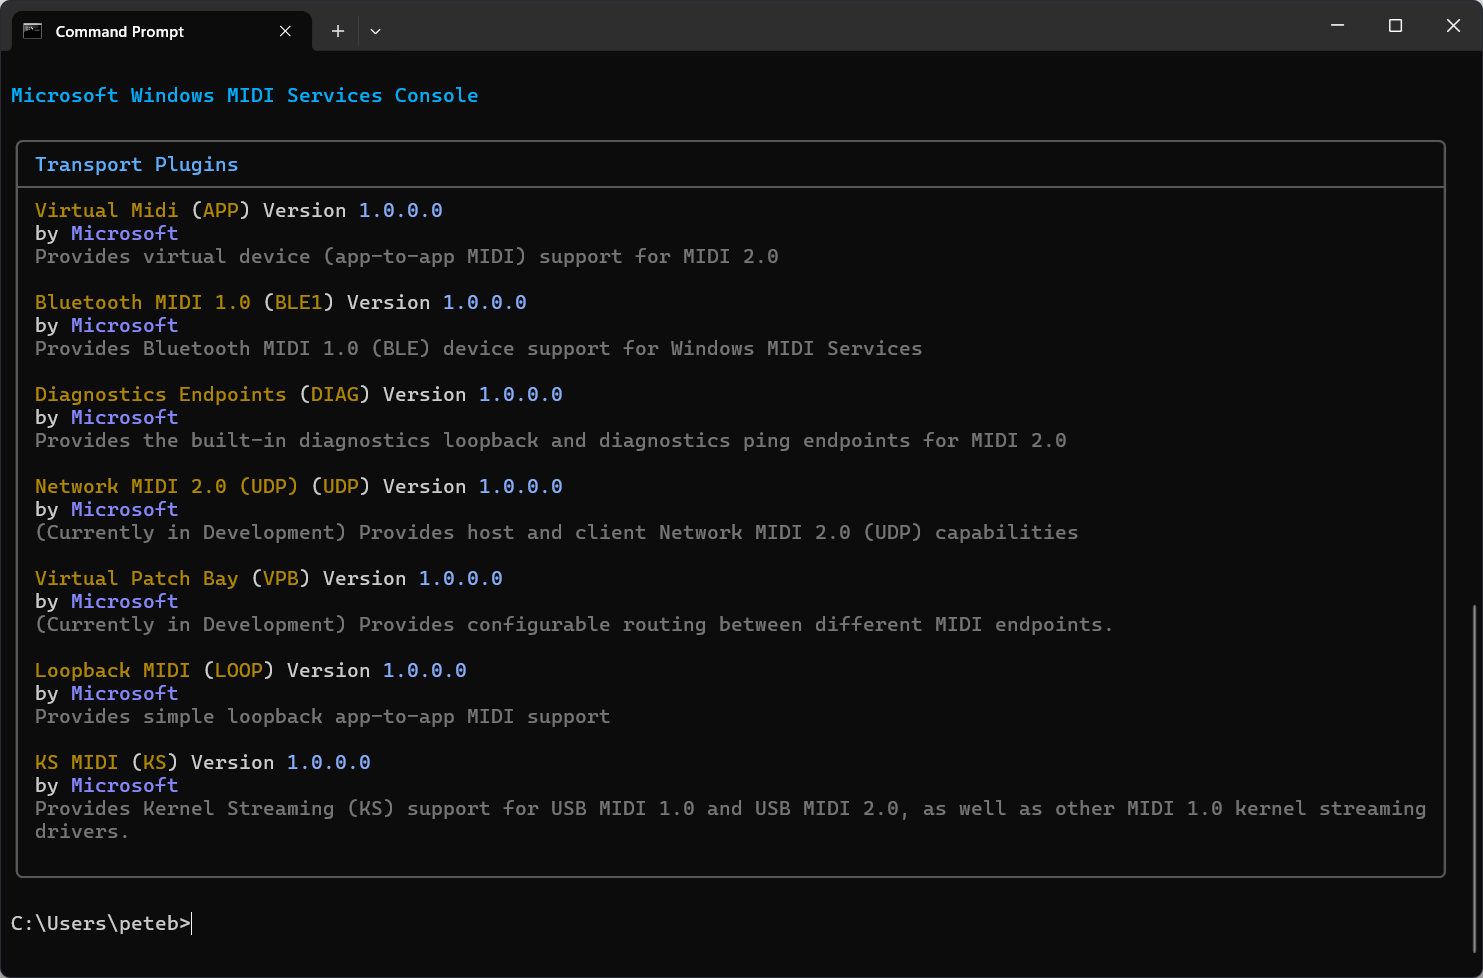 Command Prompt
Microsoft Windows MIDI Services Console
Transport Plugins
Virtual Midi (APP) Version 1.0.0.0
by Microsoft
Provides virtual device (app-to-app MIDI) support for MIDI 2.0
Bluetooth MIDI 1.0 (BLE1) Version 1.0.0.0
by Microsoft
Provides Bluetooth MIDI 1.0 (BLE) device support for Windows MIDI Services
Diagnostics Endpoints (DIAG) Version 1.0.0.0
by Microsoft
Provides the built-in diagnostics loopback and diagnostics ping endpoints for MIDI 2.0
Network MIDI 2.0 (UDP) (UDP) Version 1.0.0.0
by Microsoft
(Currently in Development) Provides host and client Network MIDI 2.0 (UDP) capabilities
Virtual Patch Bay (VPB) Version 1.0.0.0
by Microsoft
(Currently in Development) Provides configurable routing between different MIDI endpoints.
Loopback MIDI (LOOP) Version 1.0.0.0
by Microsoft
Provides simple loopback app-to-app MIDI support
KS MIDI (KS) Version 1.0.0.0
by Microsoft
Provides Kernel Streaming (KS) support for USB MIDI 1.0 and USB MIDI 2.0, as well as other MIDI 1.0 kernel streaming
drivers.
C:\Users\peteb>